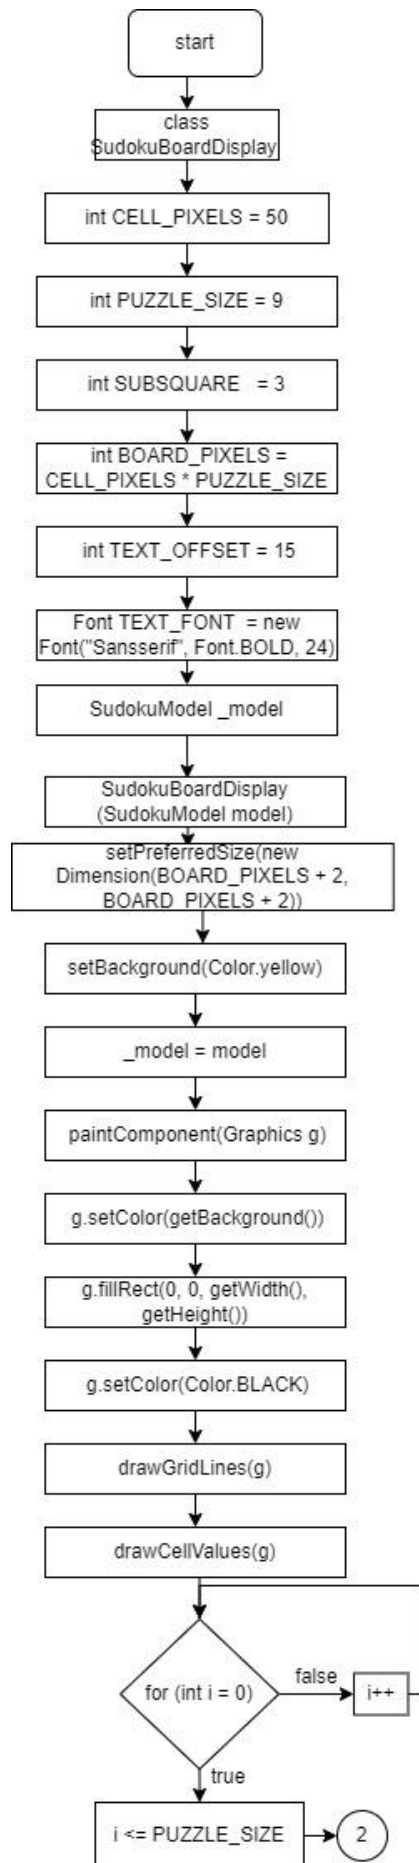 start
class
SudokuBoardDisplay
int CELL_PIXELS = 50
int PUZZLE_SIZE = 9
int SUBSQUARE = 3
int BOARD_PIXELS =
CELL_PIXELS * PUZZLE_SIZE
int TEXT_OFFSET = 15
Font TEXT_FONT = new
Font("Sansserif", Font.BOLD, 24)
SudokuModel _model
SudokuBoardDisplay
(SudokuModel model)
setPreferredSize(new
Dimension(BOARD_PIXELS + 2,
BOARD_PIXELS + 2))
setBackground(Color.yellow)
_model = model
paintComponent(Graphics g)
g.setColor(getBackground())
g.fillRect(0, 0, getWidth(),
getHeight())
g.setColor(Color.BLACK)
drawGridLines(g)
drawCellValues(g)
for (int i = 0)
false
i++
true
i <= PUZZLE_SIZE
2